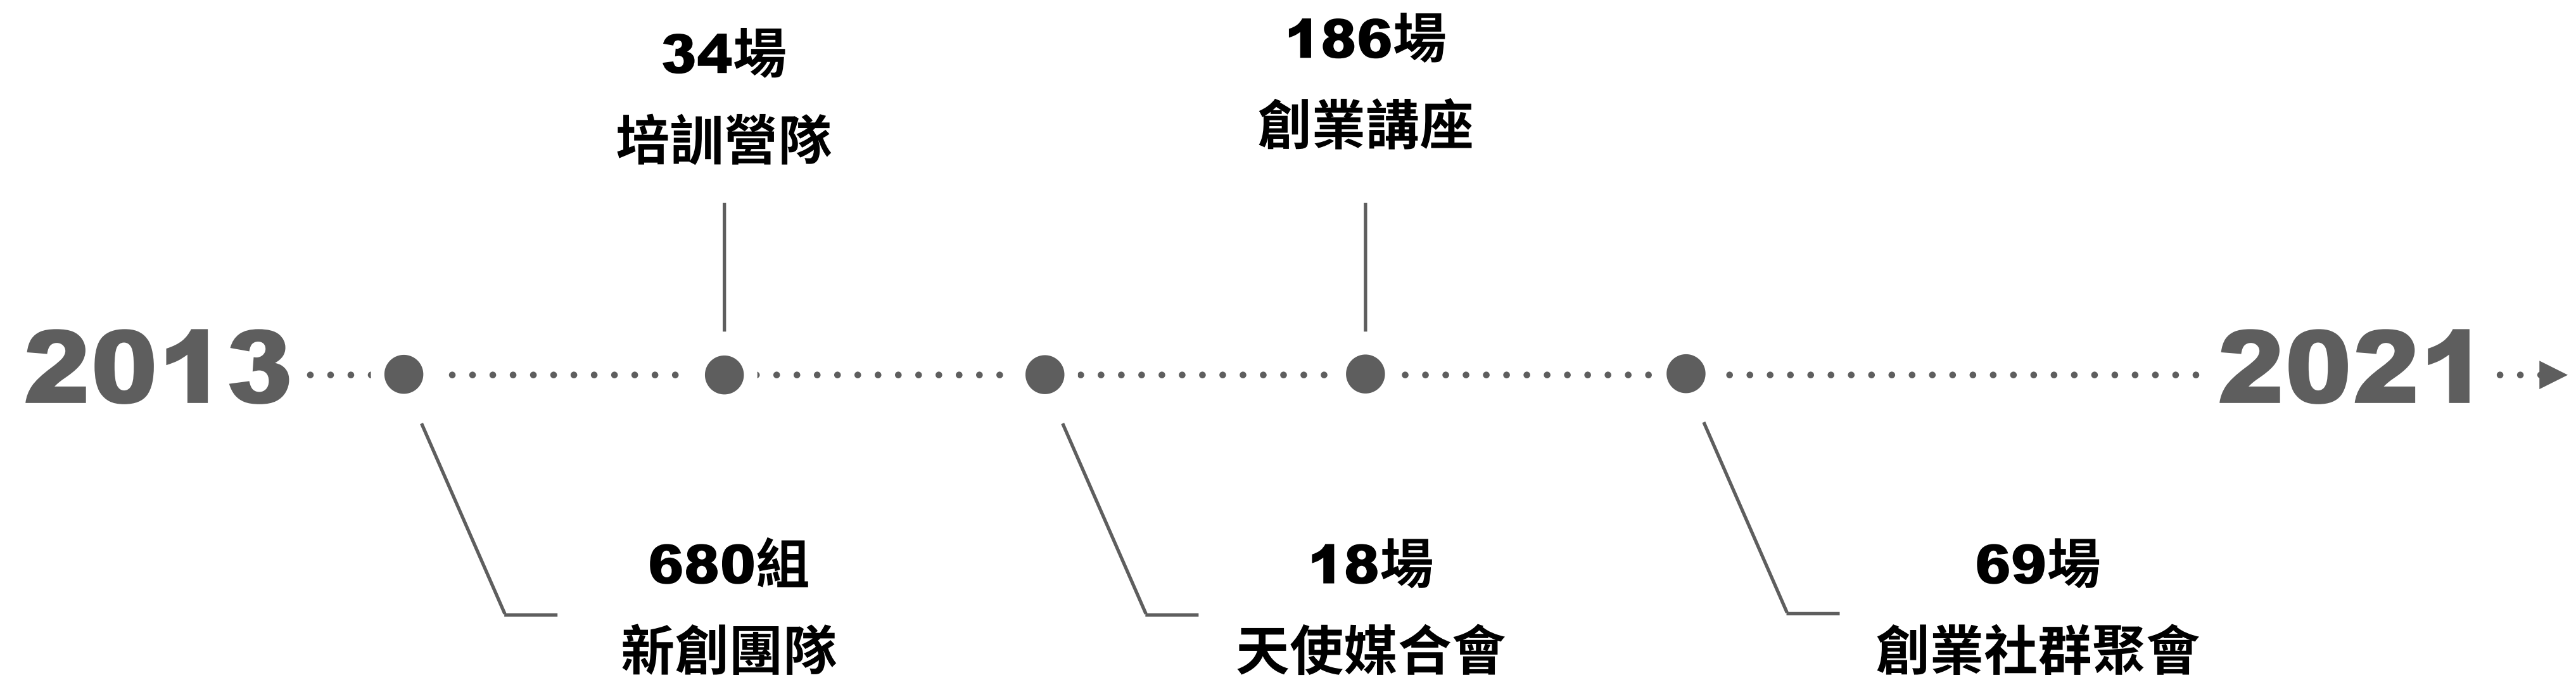 34場
培訓營隊
186場
創業講座
2013
2021
680組
新創團隊
18場
天使媒合會
69場
創業社群聚會